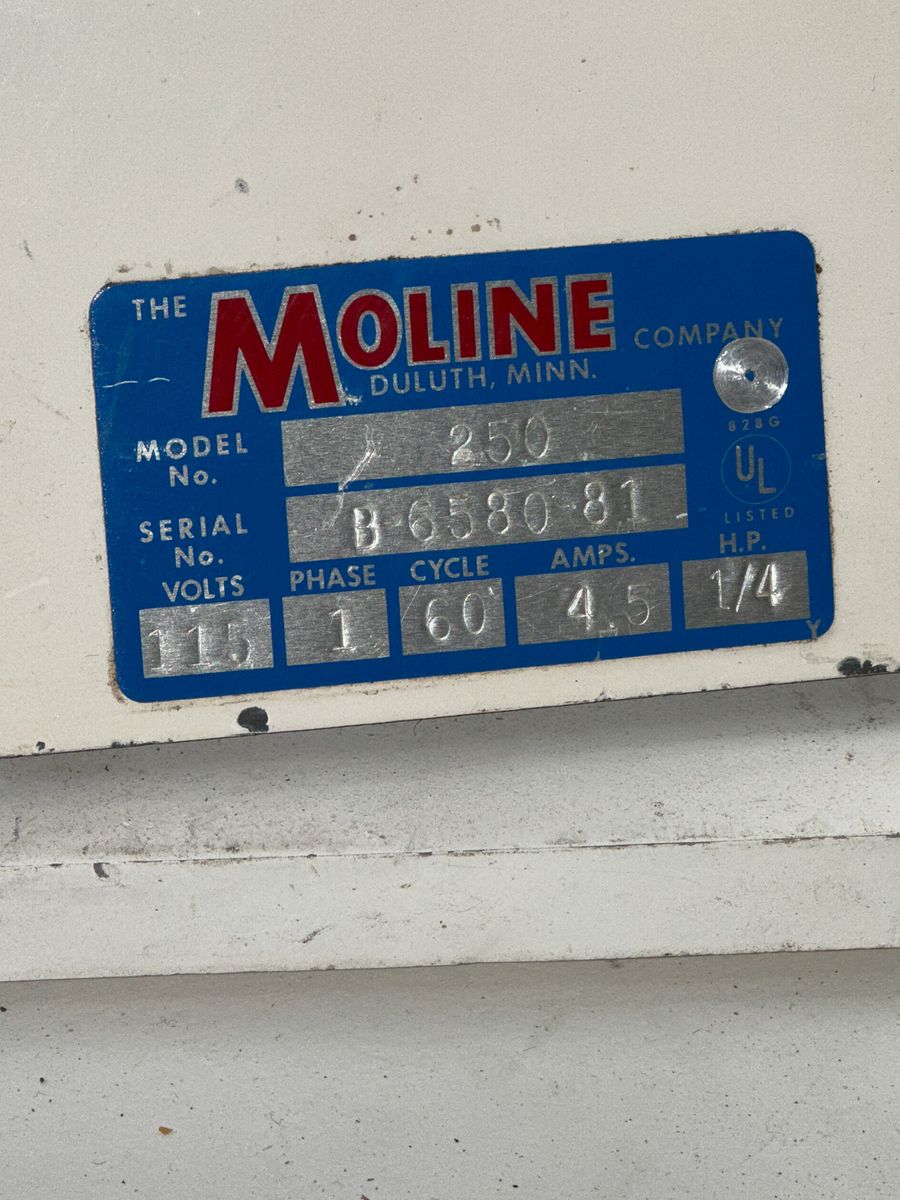 THE MOLINE COMPANY
DULUTH, MINN.
828G
MODEL No. 250
UL
LISTED
SERIAL No. B-6580-81
VOLTS PHASE CYCLE AMPS. H.P.
115 1 60 4.5 1/4
Y